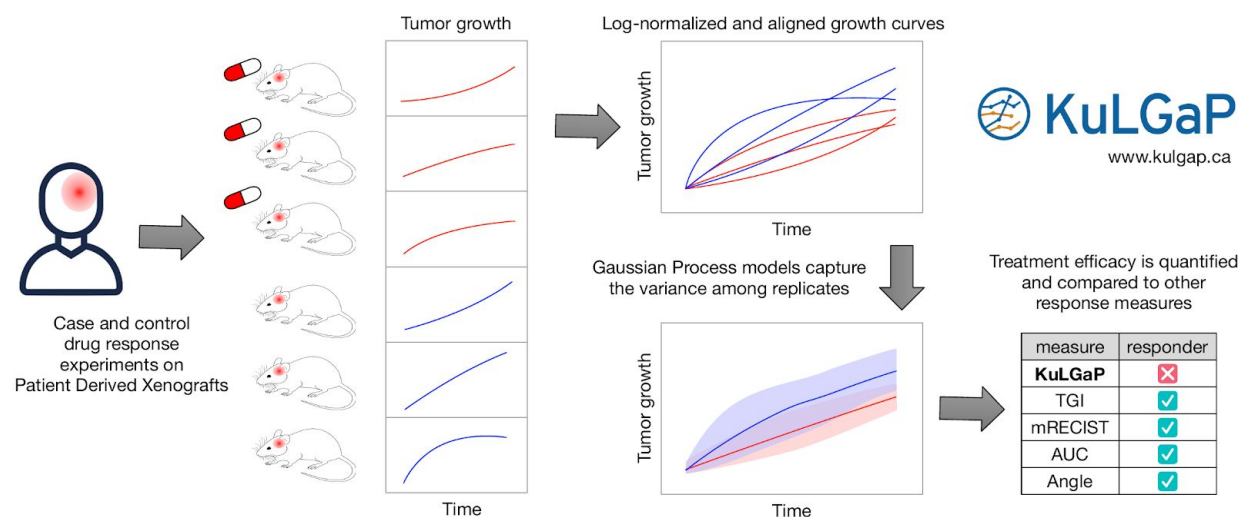 Tumor growth
Time
Case and control
drug response
experiments on
Patient Derived Xenografts
Log-normalized and aligned growth curves
Tumor growth
Time
KuLGaP
www.kulgap.ca
Gaussian Process models capture
the variance among replicates
Tumor growth
Time
Treatment efficacy is quantified
and compared to other
response measures
measure responder
KuLGaP
TGI
mRECIST
AUC
Angle